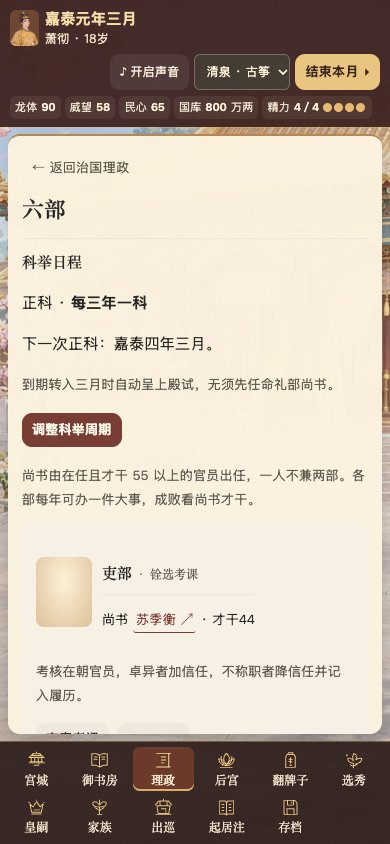 嘉泰元年三月
萧彻 · 18岁
♪ 开启声音
清泉 · 古筝
结束本月
龙体 90 威望 58 民心 65 国库 800 万两 精力 4 / 4
← 返回治国理政
六部
科举日程
正科 · 每三年一科
下一次正科：嘉泰四年三月。
到期转入三月时自动呈上殿试，无须先任命礼部尚书。
调整科举周期
尚书由在任且才干 55 以上的官员出任，一人不兼两部。各
部每年可办一件大事，成败看尚书才干。
吏部 · 铨选考课
尚书 苏季衡 ↗ · 才干44
考核在朝官员，卓异者加信任，不称职者降信任并记
入履历。
宫城 御书房 理政 后宫 翻牌子 选秀
皇嗣 家族 出巡 起居注 存档